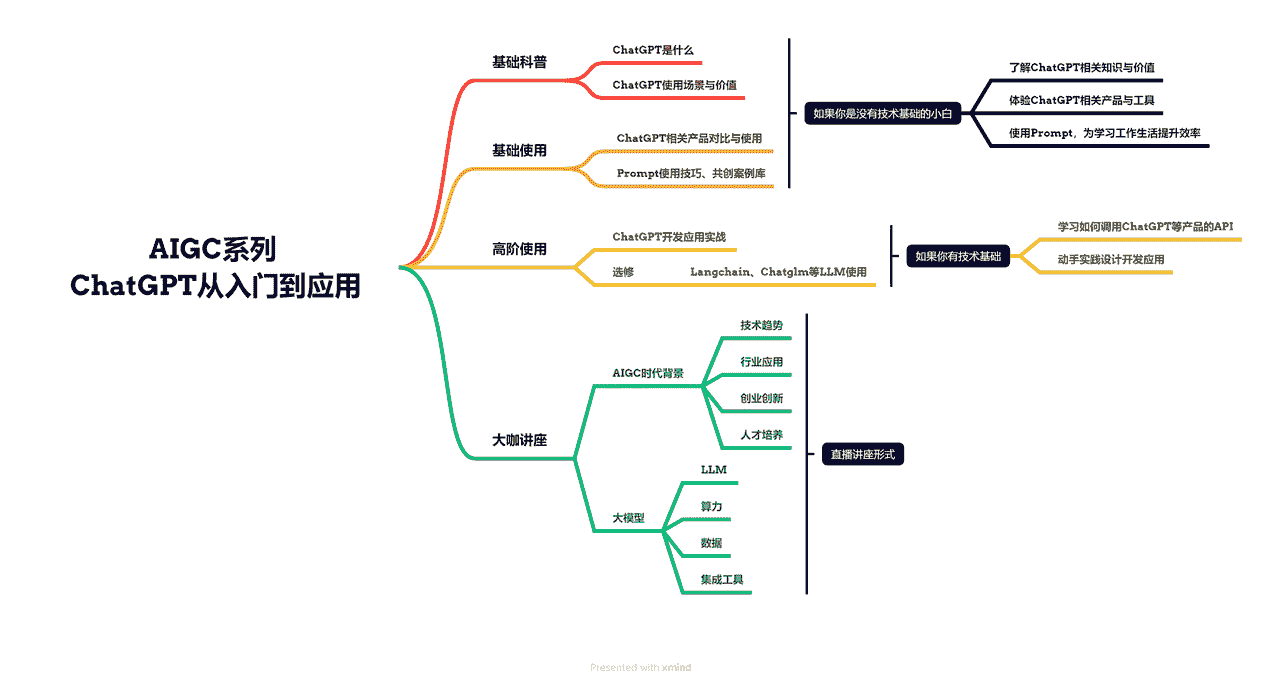 AIGC系列
ChatGPT从入门到应用
基础科普
ChatGPT是什么
ChatGPT使用场景与价值
基础使用
ChatGPT相关产品对比与使用
Prompt使用技巧、共创案例库
如果你是没有技术基础的小白
了解ChatGPT相关知识与价值
体验ChatGPT相关产品与工具
使用Prompt，为学习工作生活提升效率
高阶使用
ChatGPT开发应用实战
选修 Langchain、Chatglm等LLM使用
如果你有技术基础
学习如何调用ChatGPT等产品的API
动手实践设计开发应用
大咖讲座
AIGC时代背景
技术趋势
行业应用
创业创新
人才培养
大模型
LLM
算力
数据
集成工具
直播讲座形式
Presented with xmind